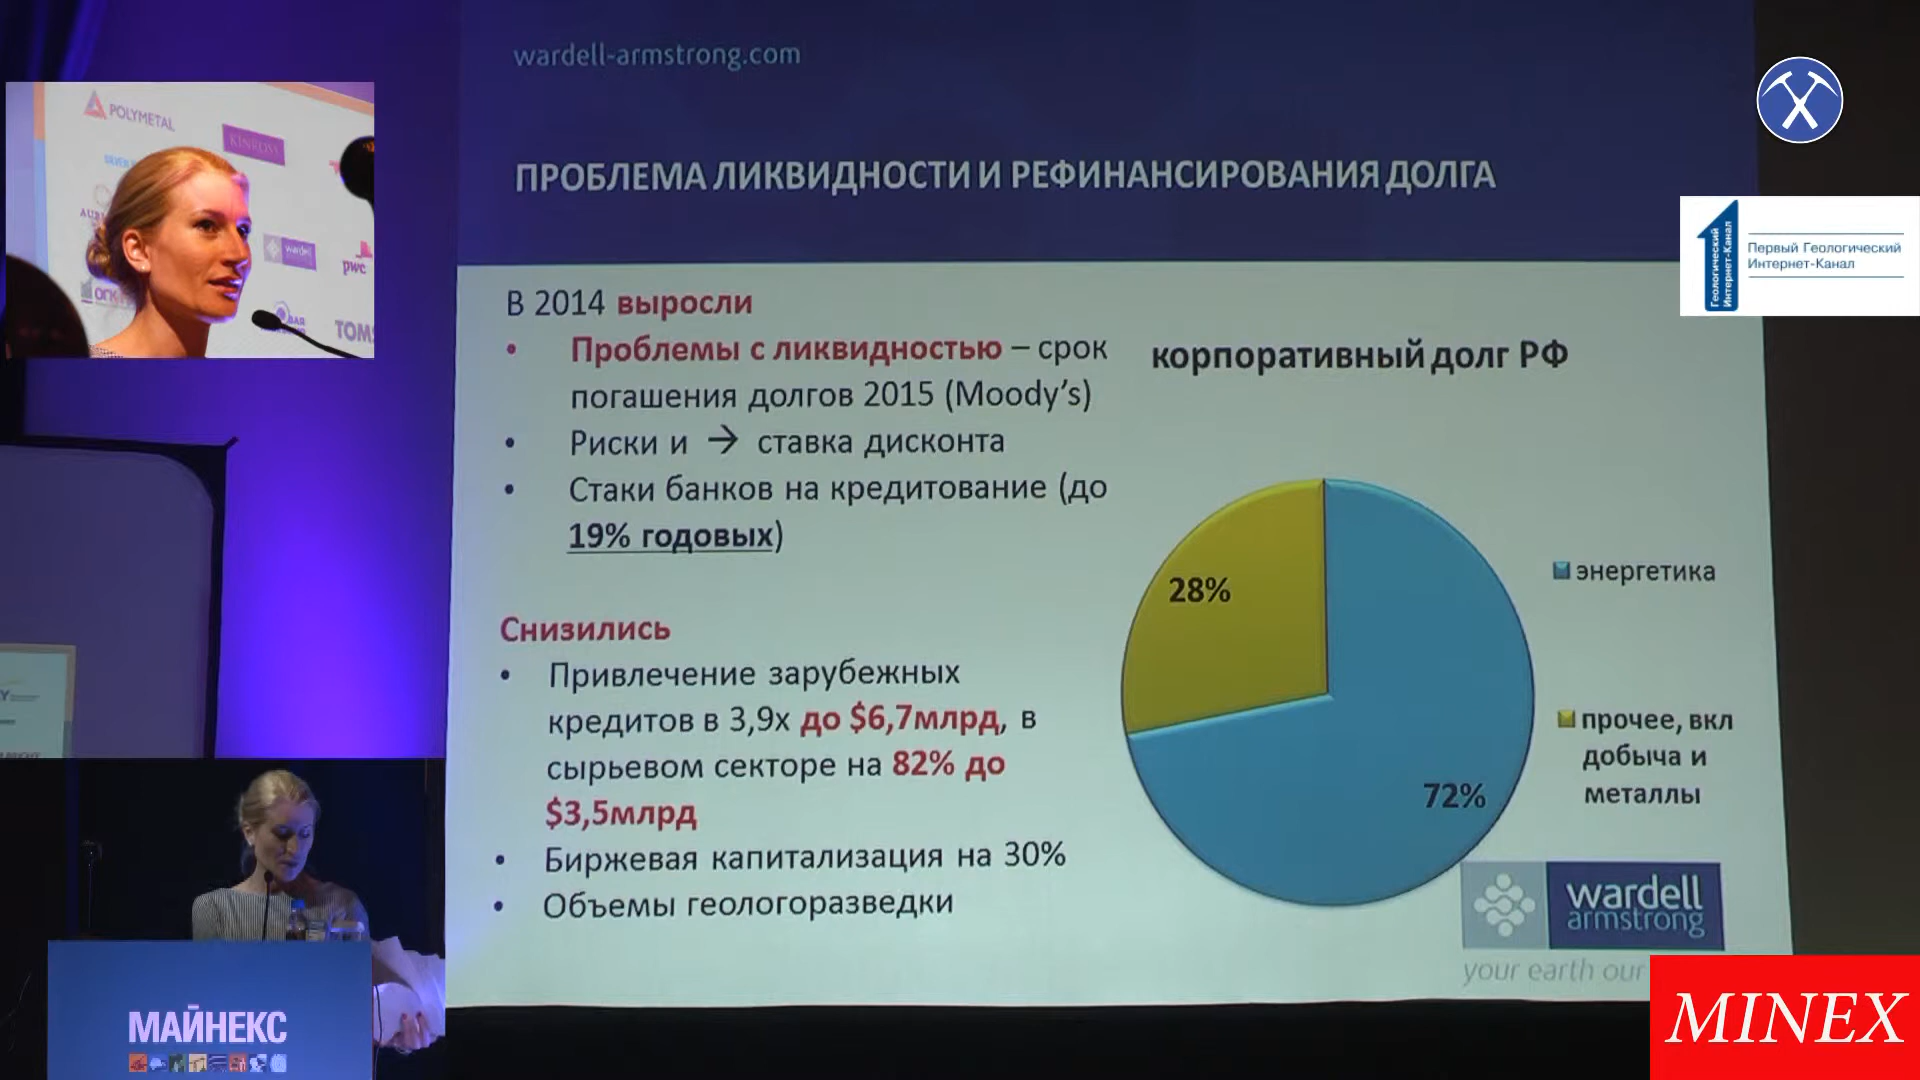 wardell-armstrong.com
ПРОБЛЕМА ЛИКВИДНОСТИ И РЕФИНАНСИРОВАНИЯ ДОЛГА
В 2014 выросли
• Проблемы с ликвидностью – срок
погашения долгов 2015 (Moody’s)
• Риски и → ставка дисконта
• Стаки банков на кредитование (до
19% годовых)
Снизились
• Привлечение зарубежных
кредитов в 3,9х до $6,7млрд, в
сырьевом секторе на 82% до
$3,5млрд
• Биржевая капитализация на 30%
• Объемы геологоразведки
корпоративный долг РФ
28%
72%
энергетика
прочее, вкл
добыча и
металлы
wardell
armstrong
your earth our
Геологический
Интернет-Канал
Первый Геологический
Интернет-Канал
MINEX
POLYMETAL
KINROSS
wardell
pwc
МАЙНЕКС